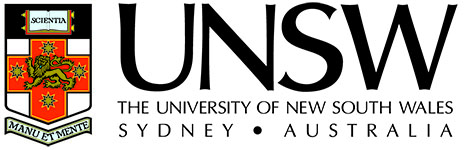 SCIENTIA
MANU ET MENTE
UNSW
THE UNIVERSITY OF NEW SOUTH WALES
SYDNEY • AUSTRALIA